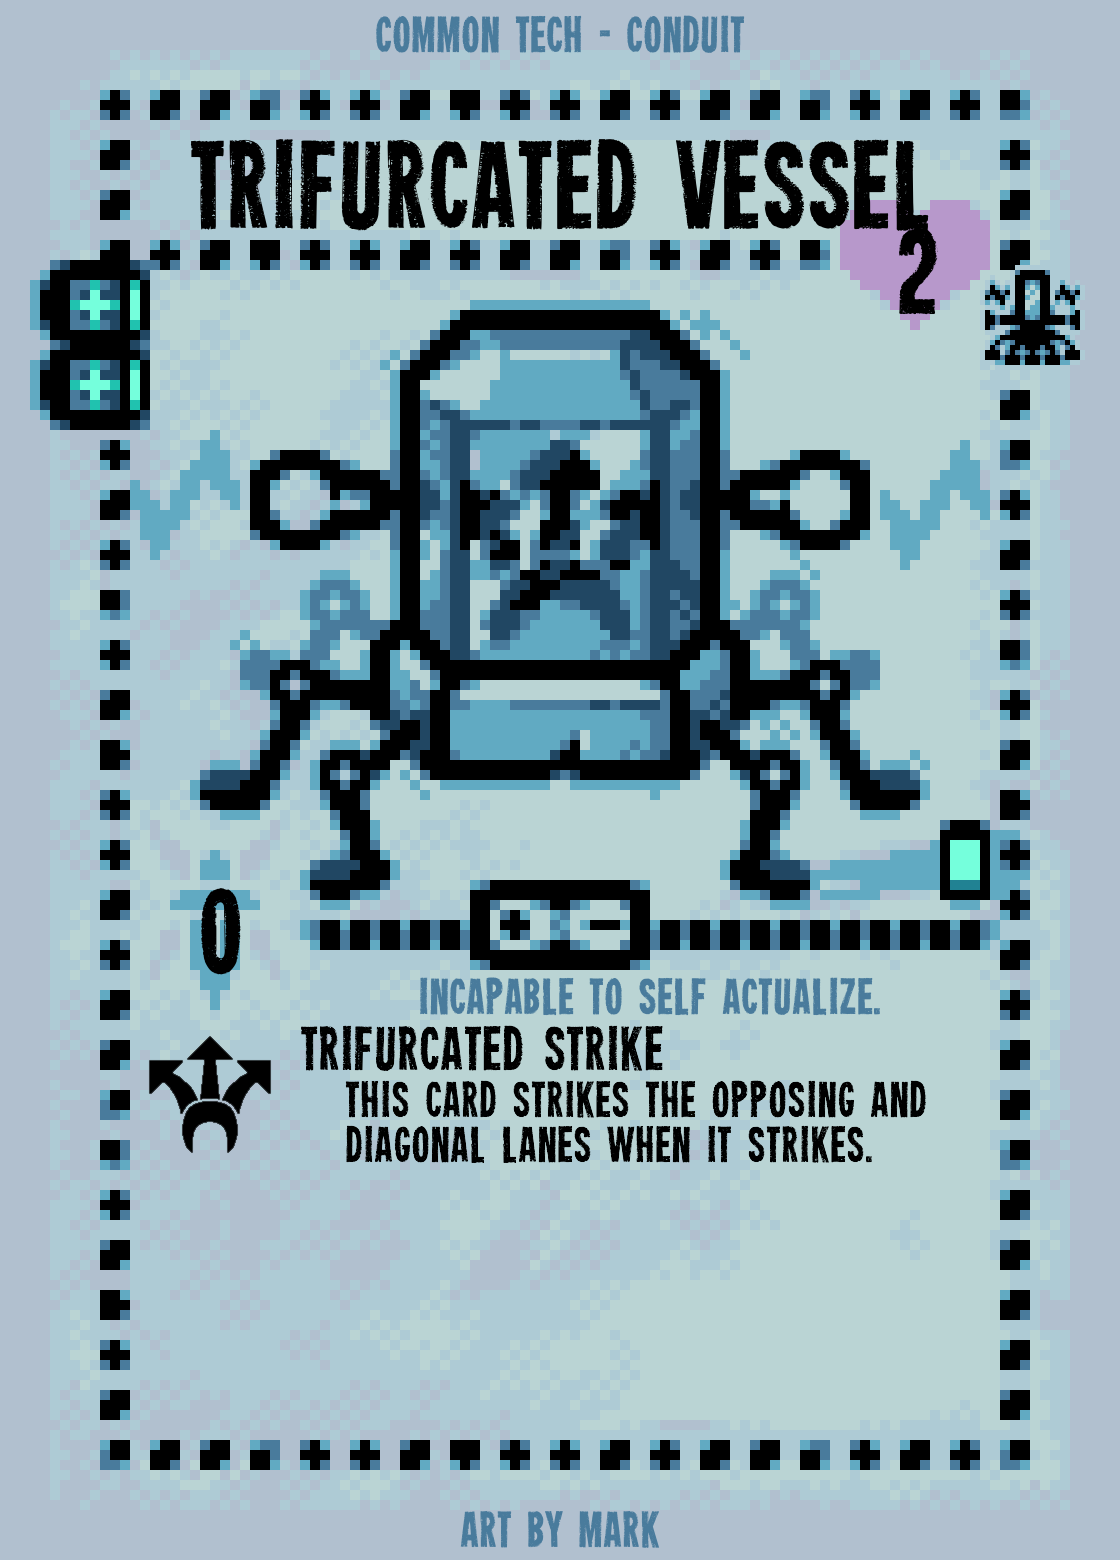 COMMON TECH - CONDUIT
TRIFURCATED VESSEL
2
0
INCAPABLE TO SELF ACTUALIZE.
TRIFURCATED STRIKE
THIS CARD STRIKES THE OPPOSING AND
DIAGONAL LANES WHEN IT STRIKES.
ART BY MARK